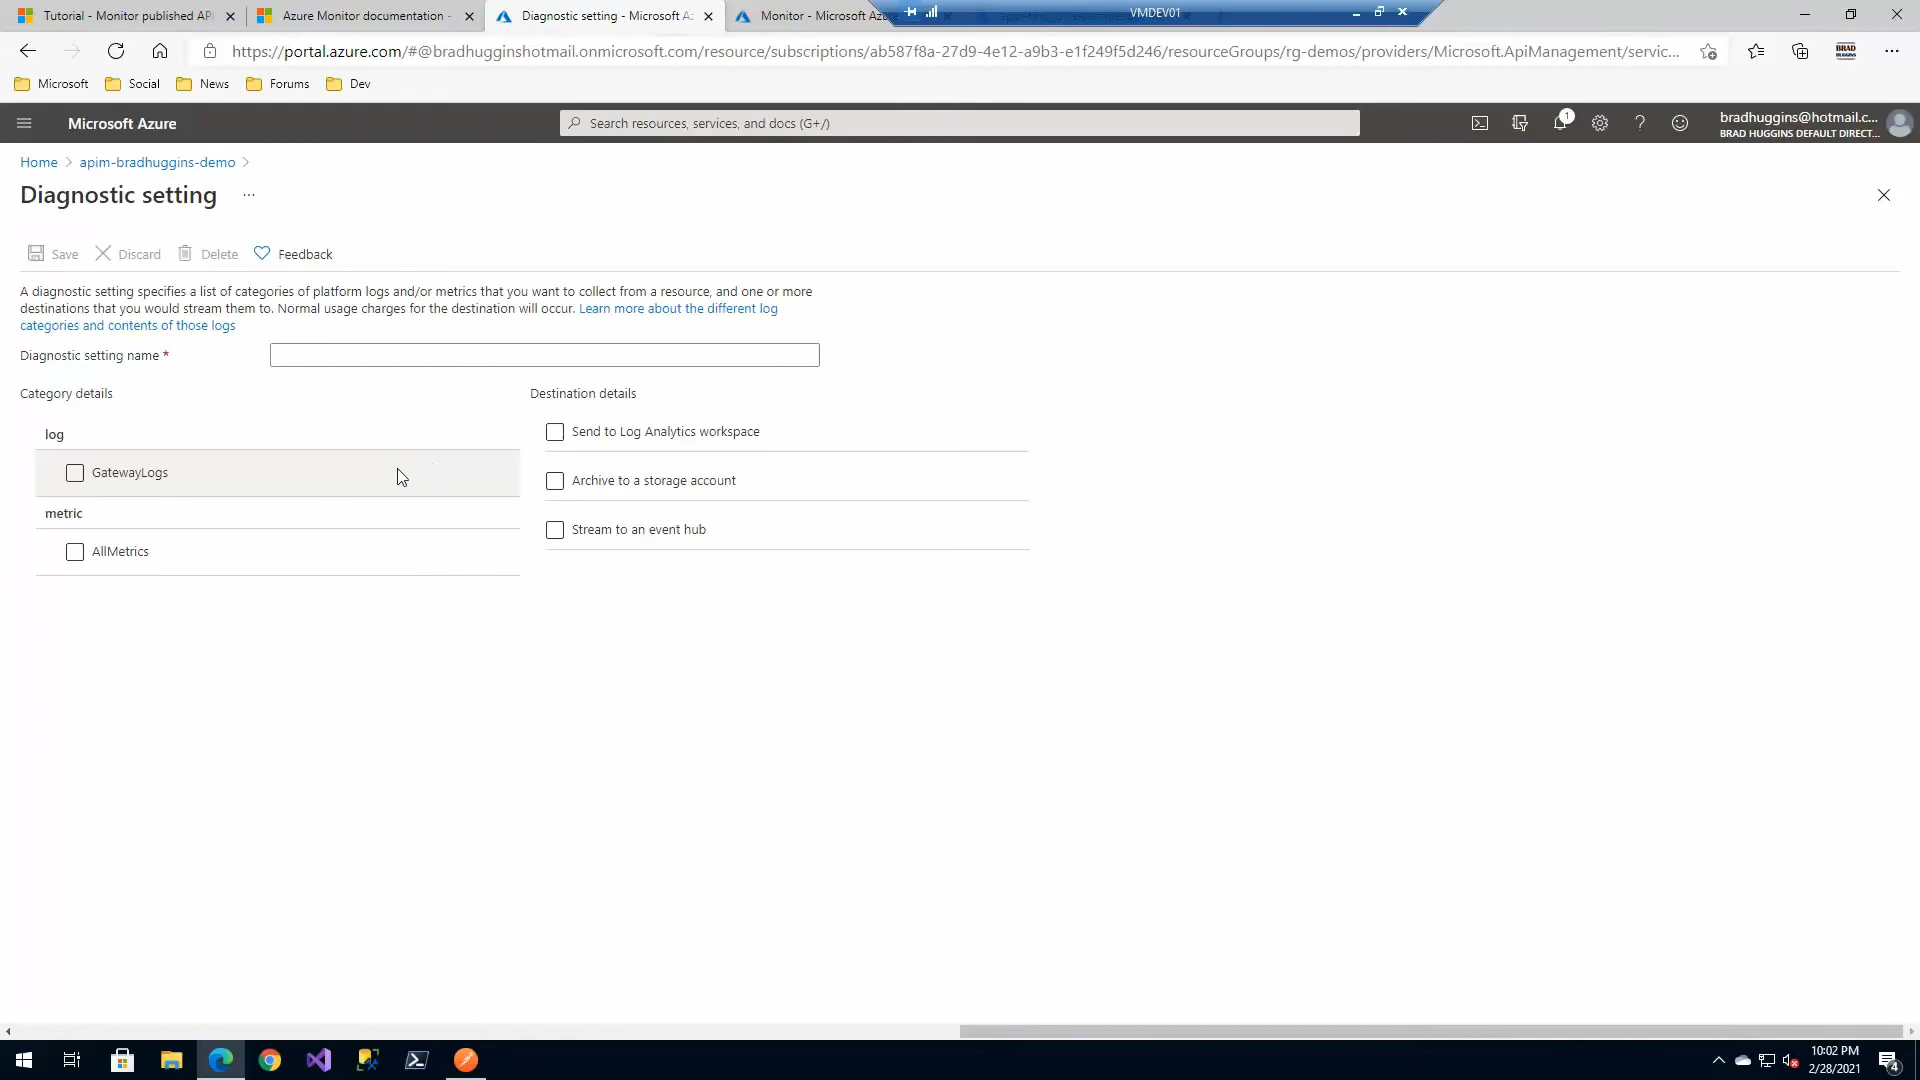 Tutorial - Monitor published AP
Azure Monitor documentation -
Diagnostic setting - Microsoft Az
Monitor - Microsoft Azu
VMDEV01
https://portal.azure.com/#@bradhugginshotmail.onmicrosoft.com/resource/subscriptions/ab587f8a-27d9-4e12-a9b3-e1f249f5d246/resourceGroups/rg-demos/providers/Microsoft.ApiManagement/servic...
BRAD HUGGINS
Microsoft
Social
News
Forums
Dev
Microsoft Azure
Search resources, services, and docs (G+/)
1
bradhuggins@hotmail.c...
BRAD HUGGINS DEFAULT DIRECT...
Home > apim-bradhuggins-demo >
Diagnostic setting ...
Save
Discard
Delete
Feedback
A diagnostic setting specifies a list of categories of platform logs and/or metrics that you want to collect from a resource, and one or more
destinations that you would stream them to. Normal usage charges for the destination will occur. Learn more about the different log
categories and contents of those logs
Diagnostic setting name *
Category details
Destination details
log
Send to Log Analytics workspace
GatewayLogs
Archive to a storage account
metric
Stream to an event hub
AllMetrics
10:02 PM
2/28/2021
4